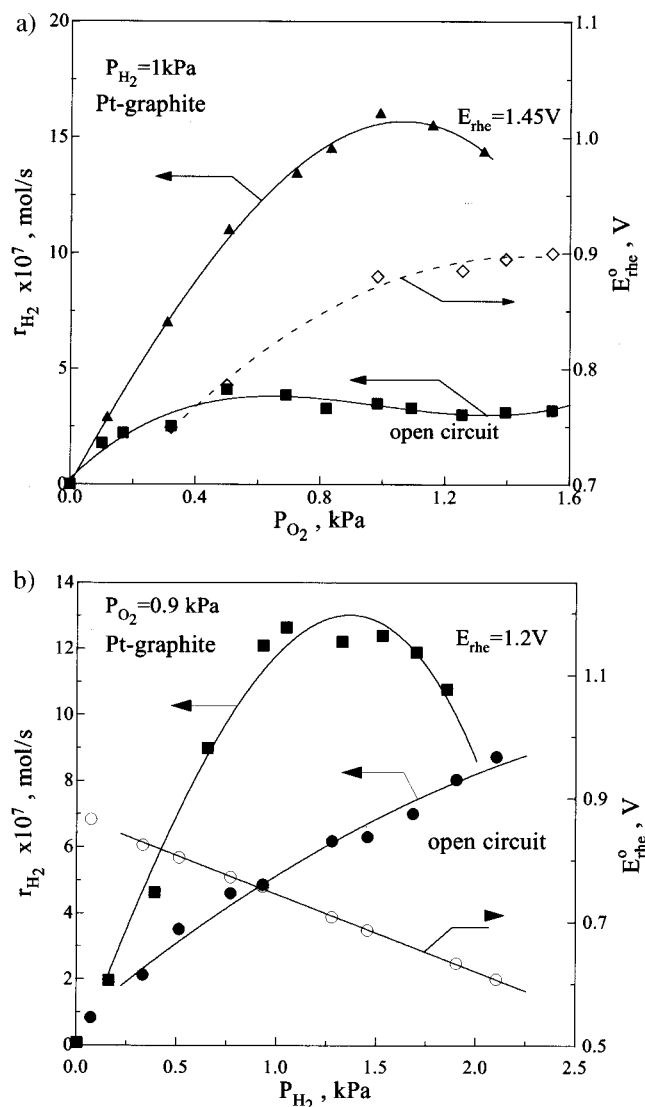 a)
20
15
10
5
0
r_H2 x10^7 , mol/s
P_H2=1kPa
Pt-graphite
E_rhe=1.45V
open circuit
1.1
1.0
0.9
0.8
0.7
E°_rhe , V
0.0 0.4 0.8 1.2 1.6
P_O2 , kPa
b)
14
12
10
8
6
4
2
0
r_H2 x10^7 , mol/s
P_O2=0.9 kPa
Pt-graphite
E_rhe=1.2V
open circuit
1.1
0.9
0.7
0.5
E°_rhe , V
0.0 0.5 1.0 1.5 2.0 2.5
P_H2 , kPa